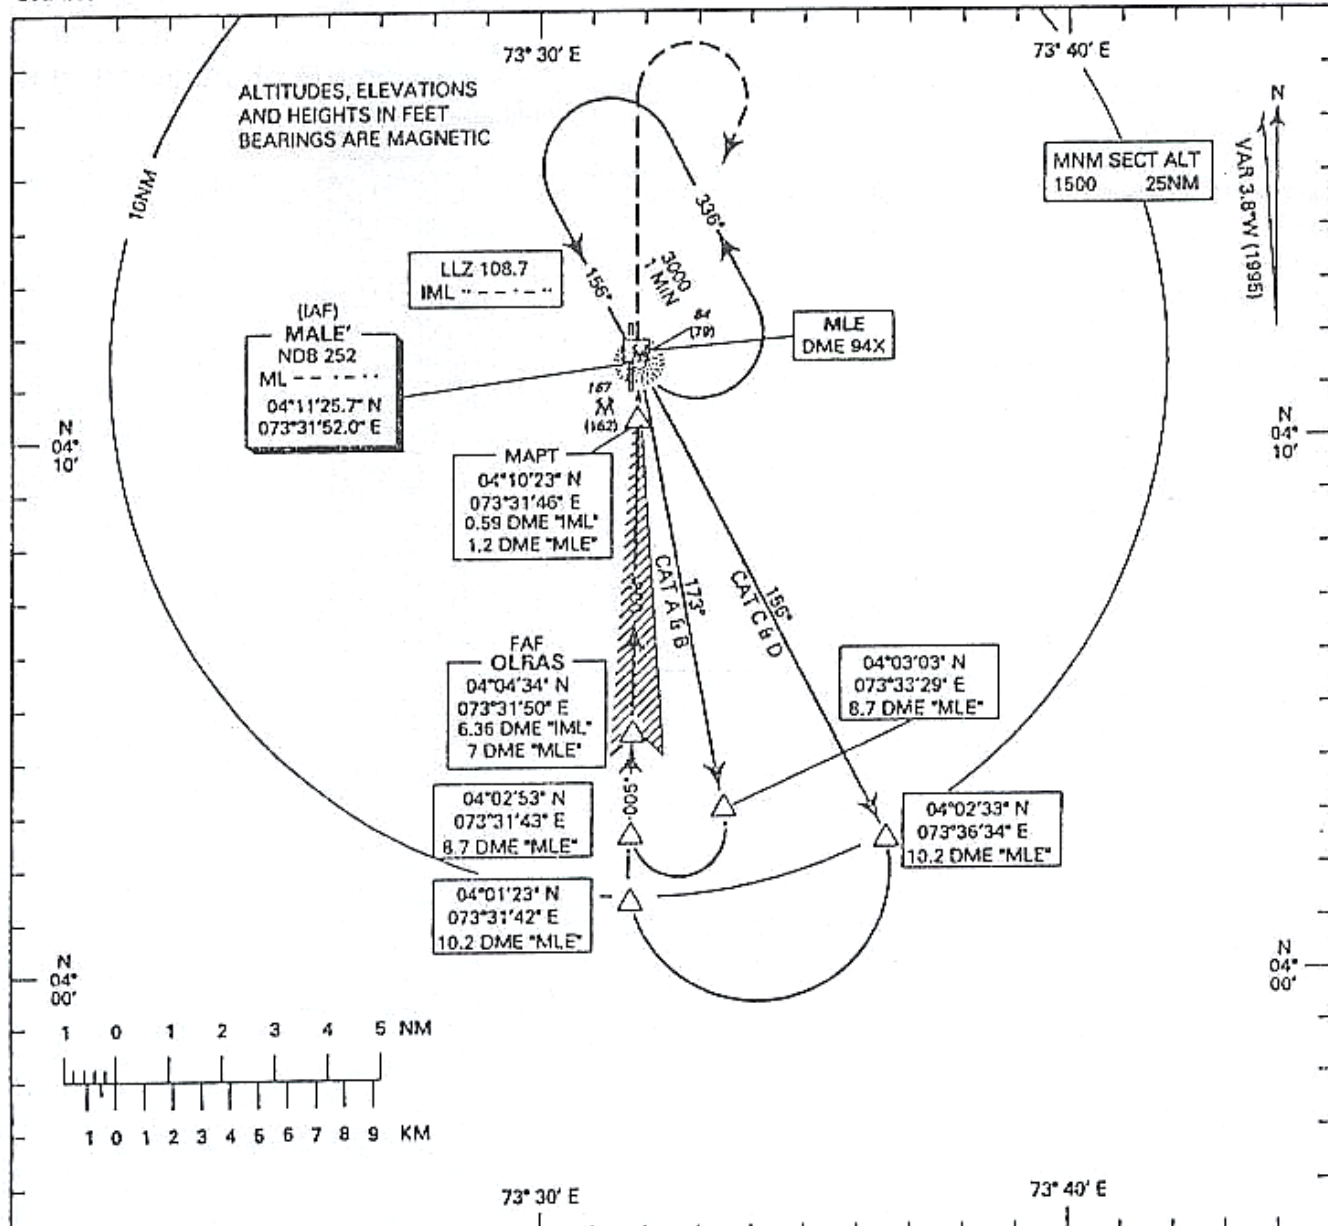 73° 30' E
73° 40' E
ALTITUDES, ELEVATIONS
AND HEIGHTS IN FEET
BEARINGS ARE MAGNETIC
N
VAR 3.8°W (1995)
MNM SECT ALT
1500 25NM
10NM
336°
3000
1 MIN
156°
LLZ 108.7
IML ·· – – · – ··
84
(79)
MLE
DME 94X
(IAF)
MALE'
NDB 252
ML – – · – · ·
04°11'25.7" N
073°31'52.0" E
167
(162)
N
04°
10'
N
04°
10'
MAPT
04°10'23" N
073°31'46" E
0.59 DME "IML"
1.2 DME "MLE"
173°
CAT A & B
156°
CAT C & D
FAF
OLRAS
04°04'34" N
073°31'50" E
6.36 DME "IML"
7 DME "MLE"
04°03'03" N
073°33'29" E
8.7 DME "MLE"
005°
04°02'53" N
073°31'43" E
8.7 DME "MLE"
04°02'33" N
073°36'34" E
10.2 DME "MLE"
04°01'23" N
073°31'42" E
10.2 DME "MLE"
N
04°
00'
N
04°
00'
1 0 1 2 3 4 5 NM
1 0 1 2 3 4 5 6 7 8 9 KM
73° 30' E
73° 40' E